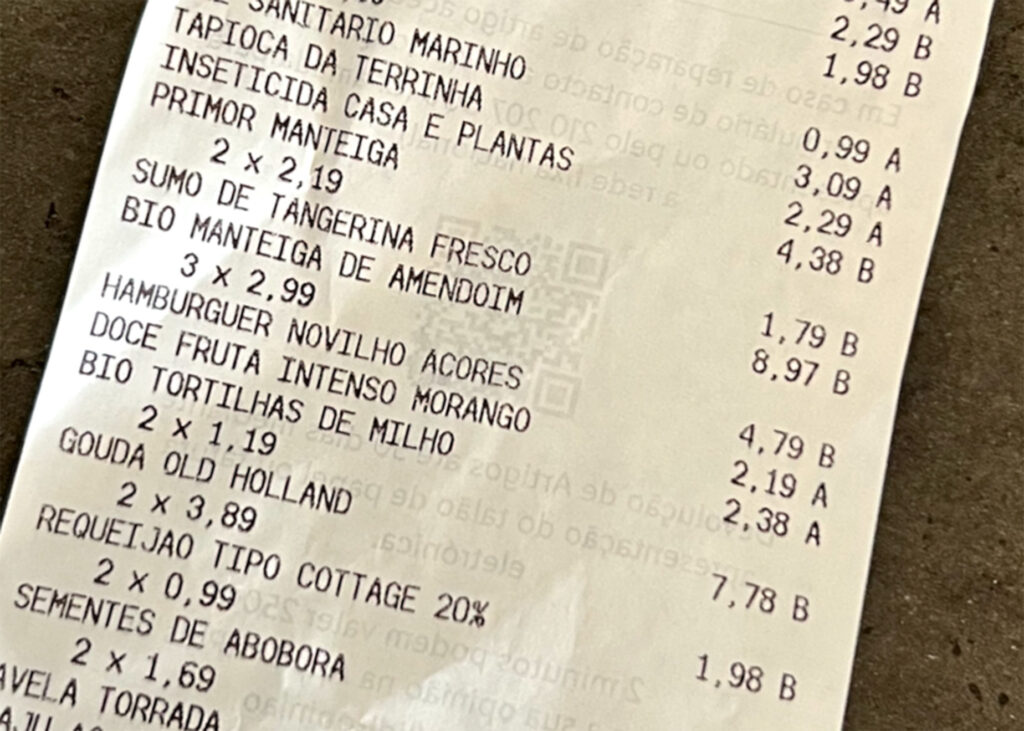 2,29 B
1,98 B
SANITARIO MARINHO 0,99 A
TAPIOCA DA TERRINHA 3,09 A
INSETICIDA CASA E PLANTAS 2,29 A
PRIMOR MANTEIGA 4,38 B
2 x 2,19
SUMO DE TANGERINA FRESCO 1,79 B
BIO MANTEIGA DE AMENDOIM 8,97 B
3 x 2,99
HAMBURGUER NOVILHO ACORES 4,79 B
DOCE FRUTA INTENSO MORANGO 2,19 A
BIO TORTILHAS DE MILHO 2,38 A
2 x 1,19
GOUDA OLD HOLLAND 7,78 B
2 x 3,89
REQUEIJAO TIPO COTTAGE 20% 1,98 B
2 x 0,99
SEMENTES DE ABOBORA
2 x 1,69
AVELA TORRADA